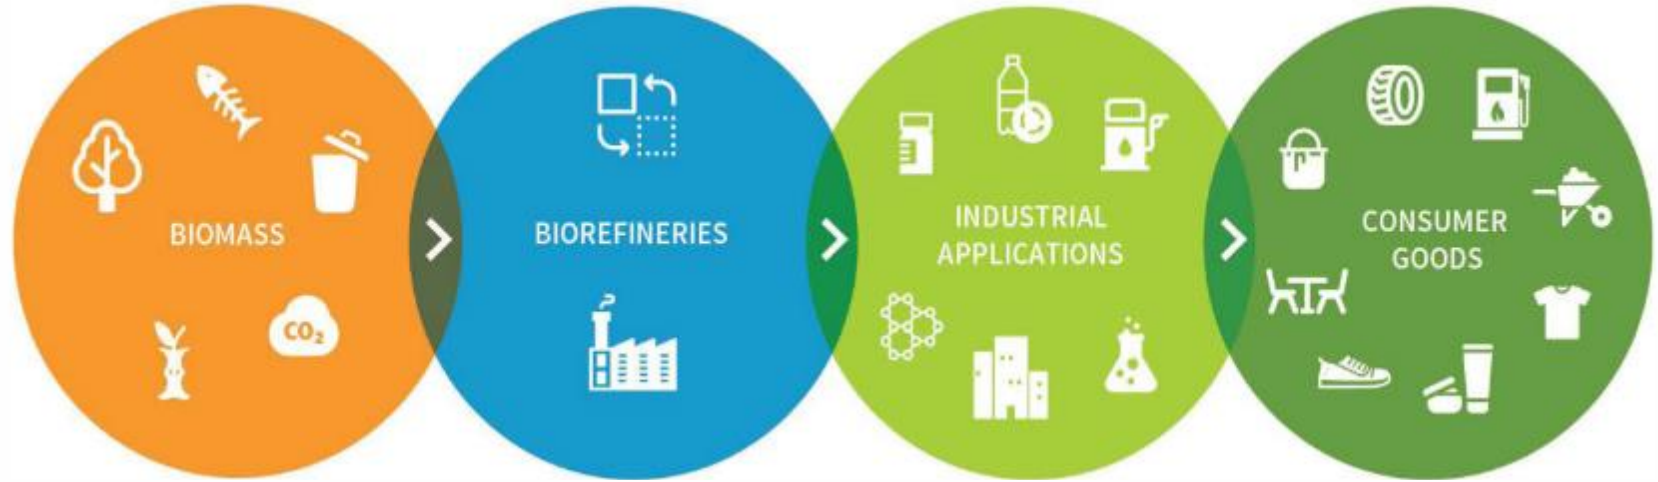 BIOMASS
CO₂
BIOREFINERIES
INDUSTRIAL
APPLICATIONS
CONSUMER
GOODS